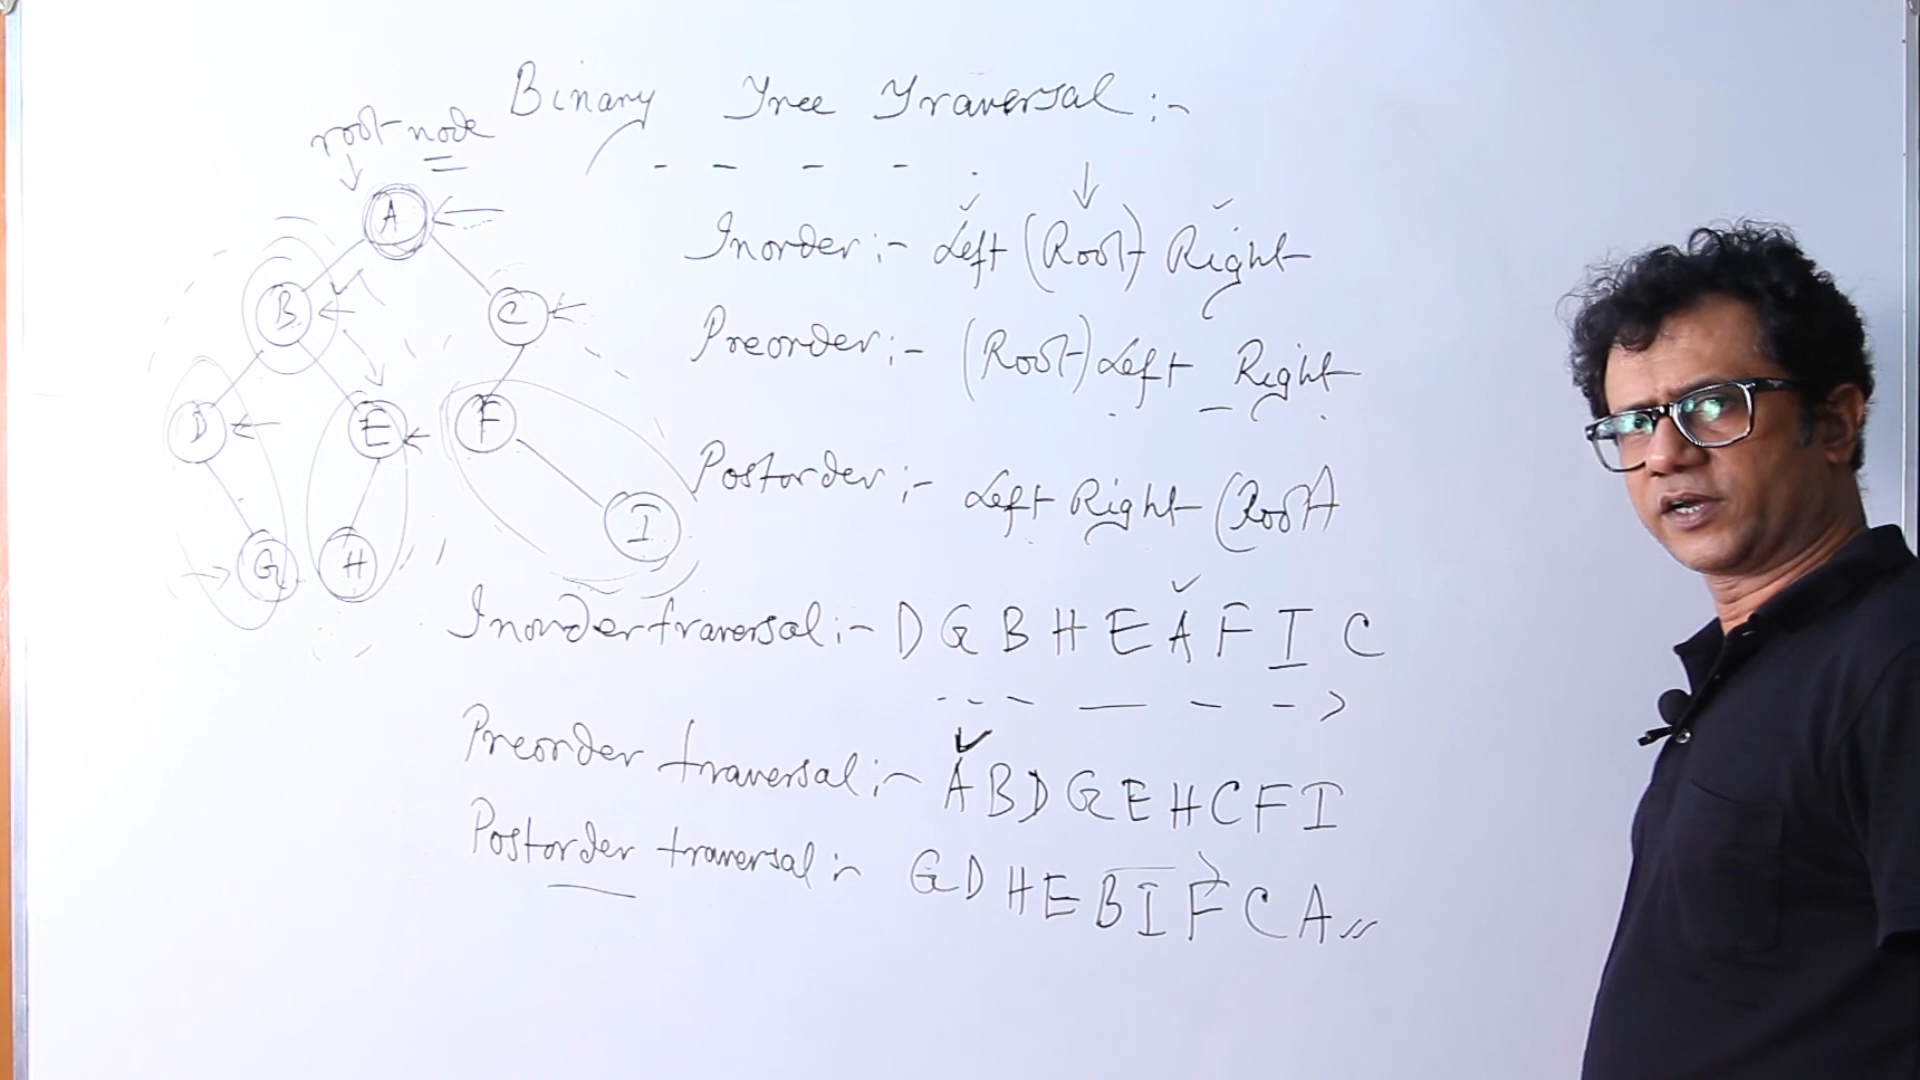 Binary Tree Traversal :-
root node
A
B
C
D
E
F
G
H
I
Inorder :- Left (Root) Right
Preorder :- (Root) Left Right
Postorder :- Left Right (Root)
Inorder traversal :- D G B H E A F I C
Preorder traversal :- A B D G E H C F I
Postorder traversal :- G D H E B I F C A